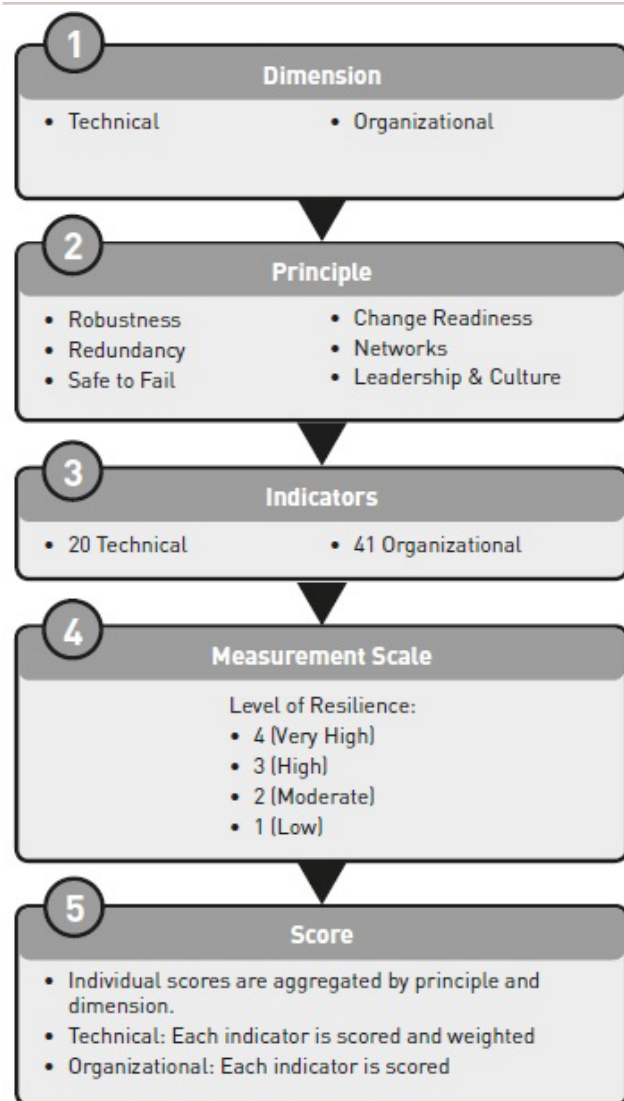 1
Dimension
• Technical
• Organizational
2
Principle
• Robustness
• Redundancy
• Safe to Fail
• Change Readiness
• Networks
• Leadership & Culture
3
Indicators
• 20 Technical
• 41 Organizational
4
Measurement Scale
Level of Resilience:
• 4 (Very High)
• 3 (High)
• 2 (Moderate)
• 1 (Low)
5
Score
• Individual scores are aggregated by principle and
dimension.
• Technical: Each indicator is scored and weighted
• Organizational: Each indicator is scored